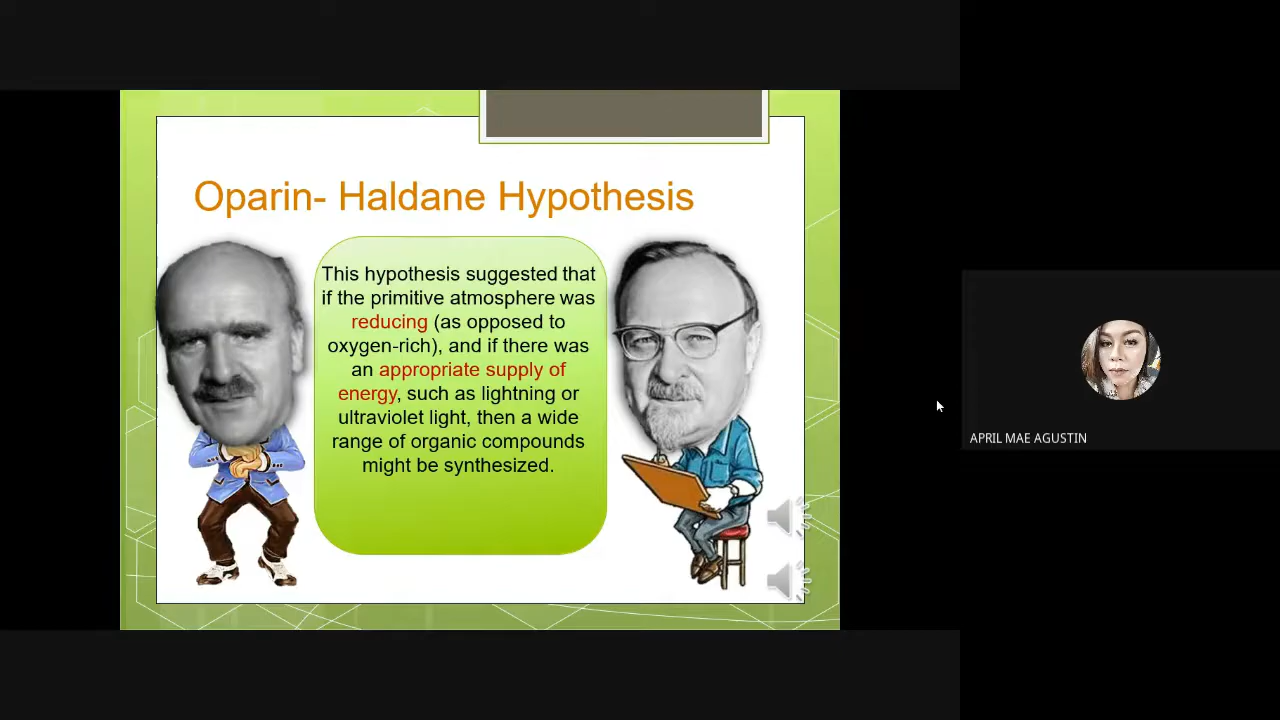 Oparin- Haldane Hypothesis
This hypothesis suggested that
if the primitive atmosphere was
reducing (as opposed to
oxygen-rich), and if there was
an appropriate supply of
energy, such as lightning or
ultraviolet light, then a wide
range of organic compounds
might be synthesized.
APRIL MAE AGUSTIN